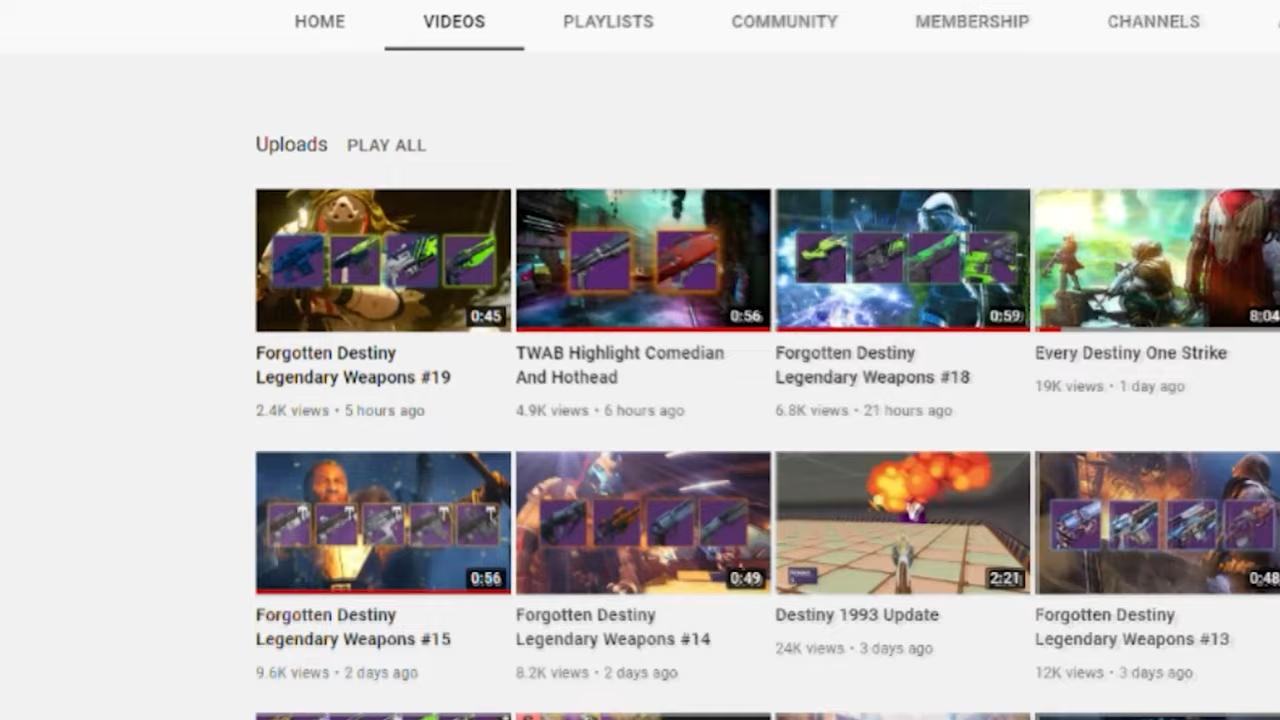 HOME VIDEOS PLAYLISTS COMMUNITY MEMBERSHIP CHANNELS
Uploads PLAY ALL
0:45 0:56 0:59 8:04
Forgotten Destiny
Legendary Weapons #19
2.4K views • 5 hours ago
TWAB Highlight Comedian
And Hothead
4.9K views • 6 hours ago
Forgotten Destiny
Legendary Weapons #18
6.8K views • 21 hours ago
Every Destiny One Strike
19K views • 1 day ago
0:56 0:49 2:21 0:48
Forgotten Destiny
Legendary Weapons #15
9.6K views • 2 days ago
Forgotten Destiny
Legendary Weapons #14
8.2K views • 2 days ago
Destiny 1993 Update
24K views • 3 days ago
Forgotten Destiny
Legendary Weapons #13
12K views • 3 days ago